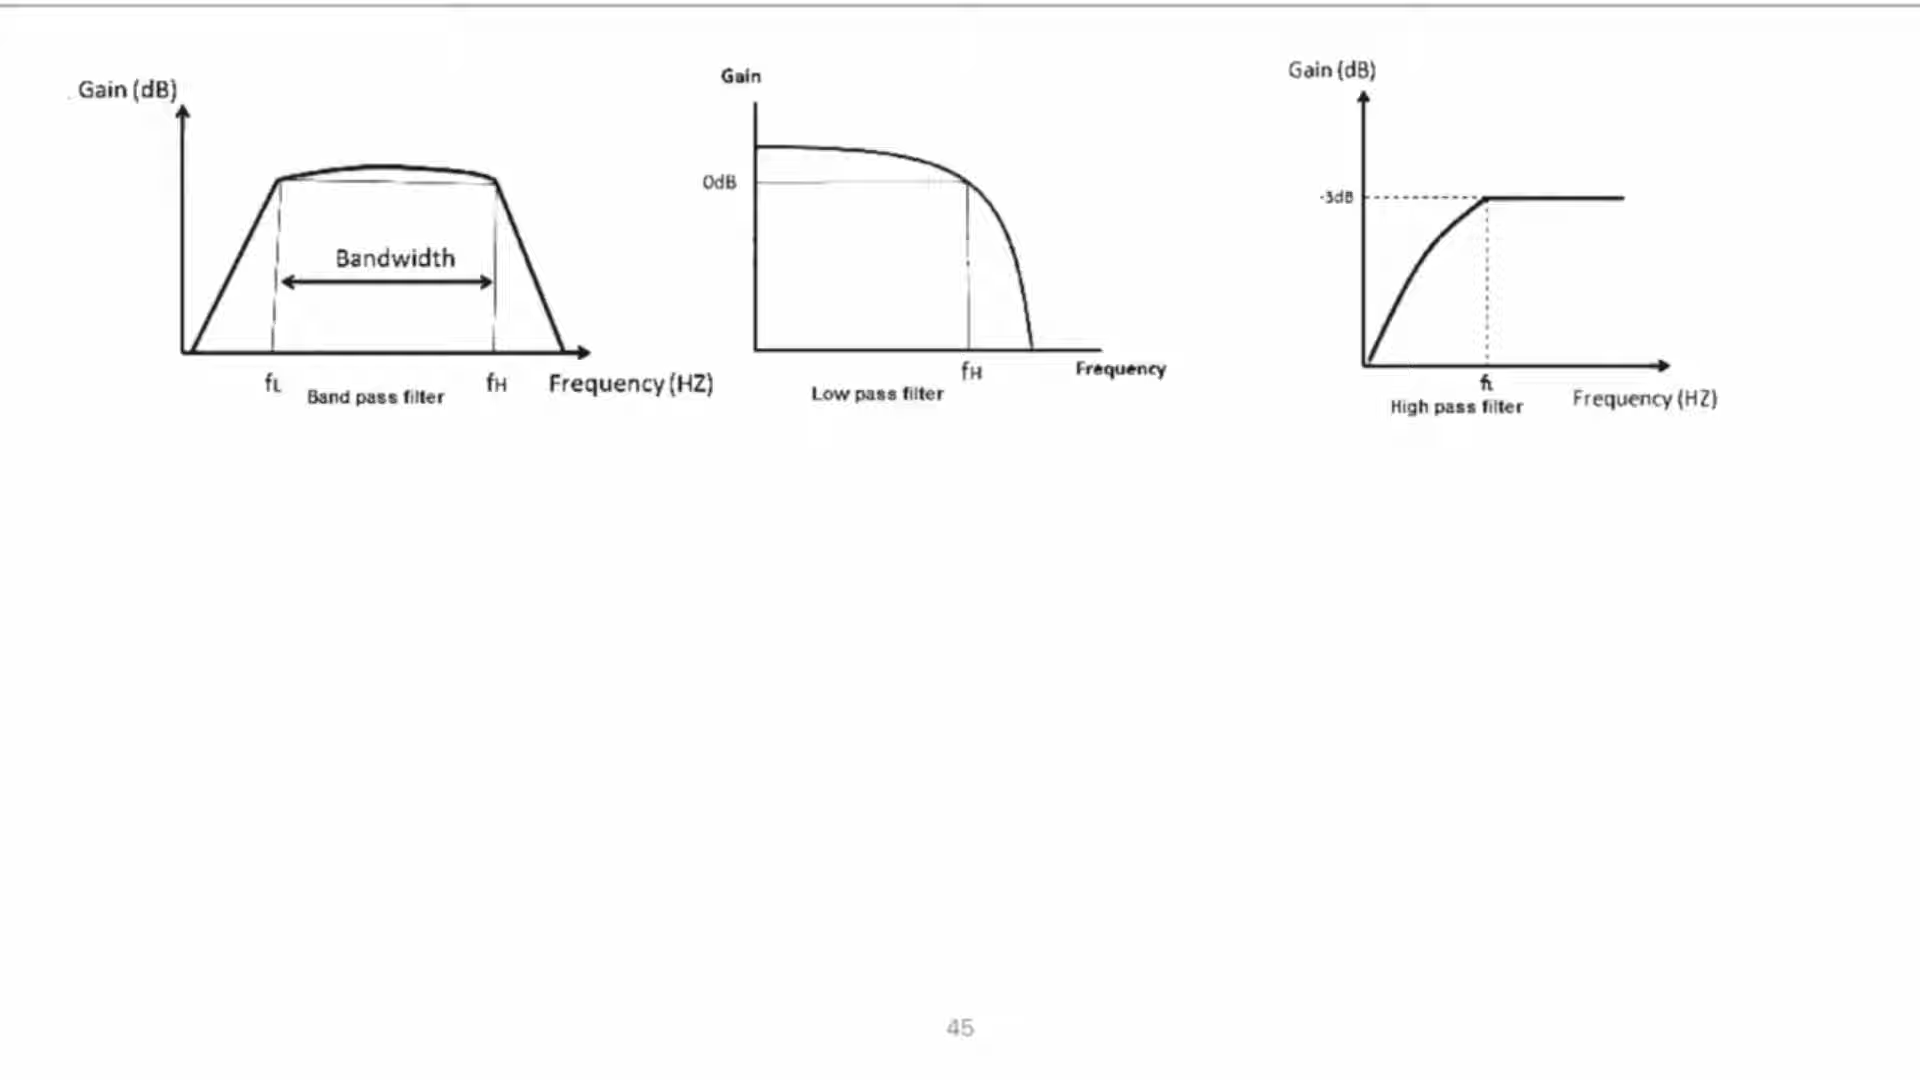 Gain (dB)
Bandwidth
fL
fH
Frequency (HZ)
Band pass filter
Gain
0dB
fH
Frequency
Low pass filter
Gain (dB)
-3dB
fL
Frequency (HZ)
High pass filter
45